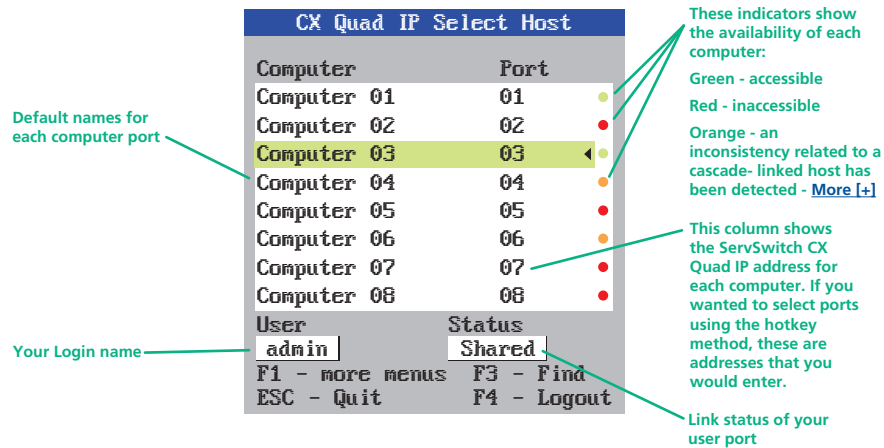 CX Quad IP Select Host
Computer Port
Computer 01 01
Computer 02 02
Computer 03 03
Computer 04 04
Computer 05 05
Computer 06 06
Computer 07 07
Computer 08 08
User Status
admin Shared
F1 - more menus F3 - Find
ESC - Quit F4 - Logout
Default names for
each computer port
Your Login name
These indicators show
the availability of each
computer:
Green - accessible
Red - inaccessible
Orange - an
inconsistency related to a
cascade- linked host has
been detected - More [+]
This column shows
the ServSwitch CX
Quad IP address for
each computer. If you
wanted to select ports
using the hotkey
method, these are
addresses that you
would enter.
Link status of your
user port